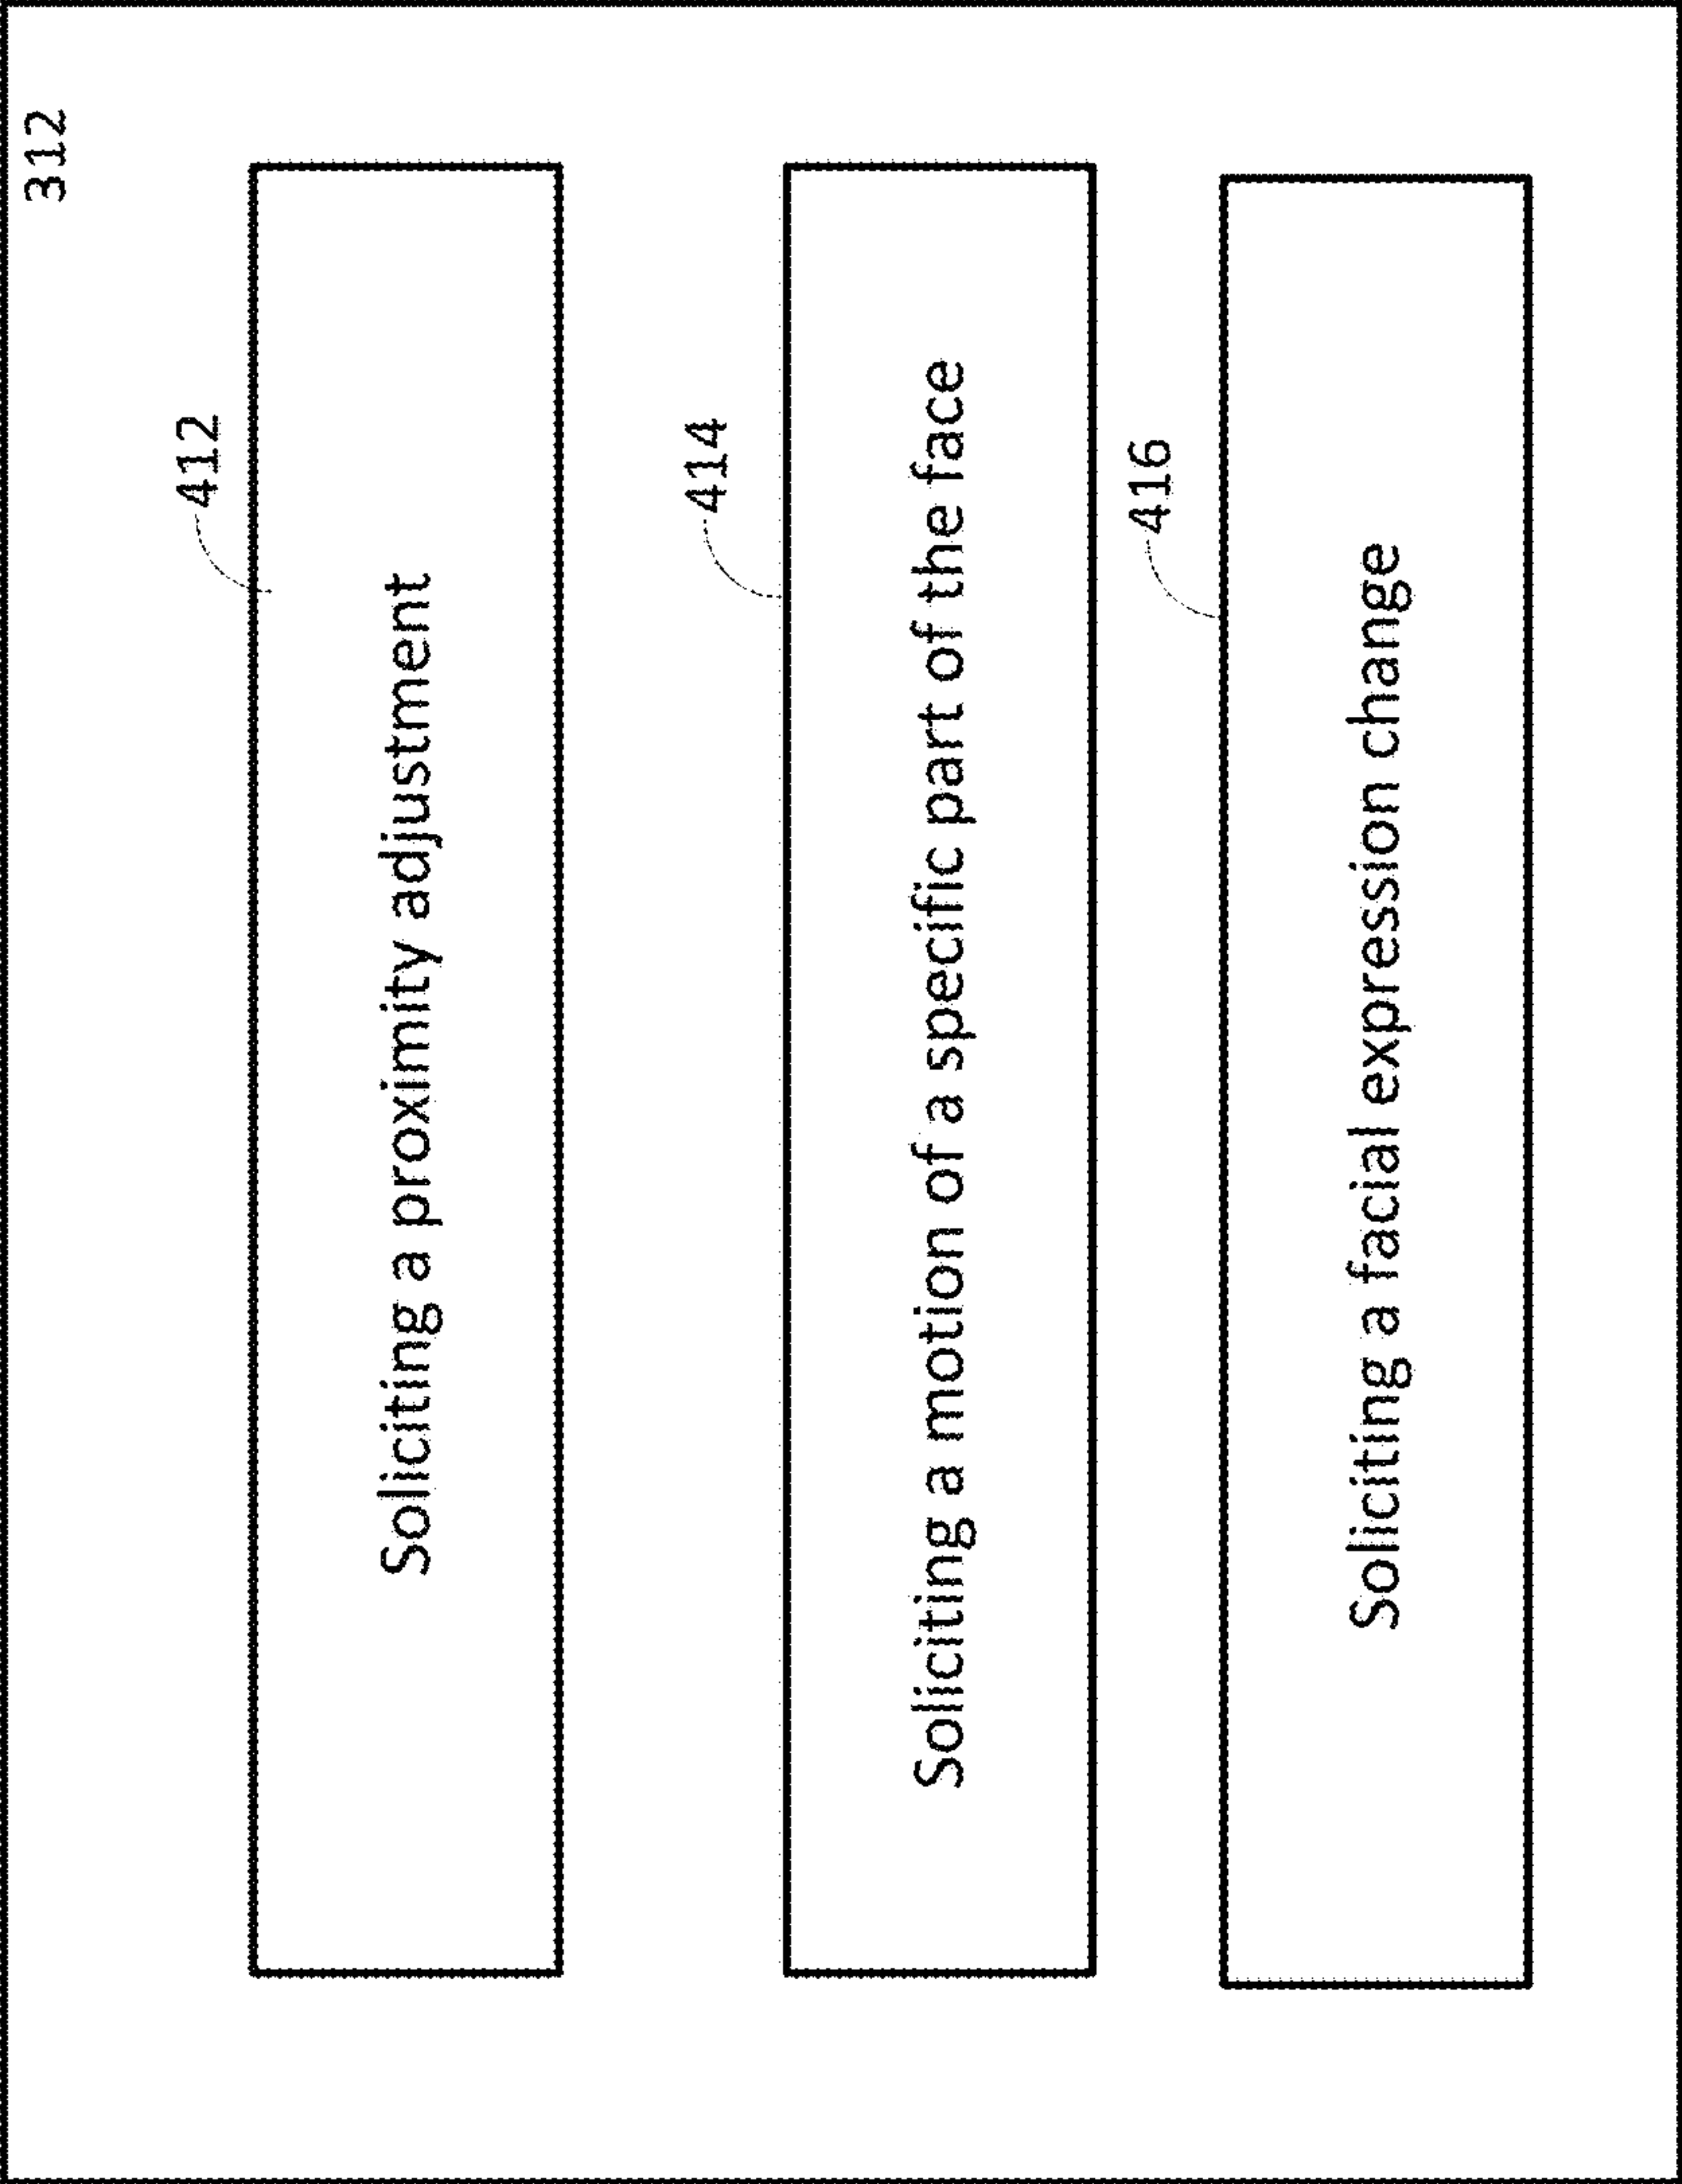 312
412
Soliciting a proximity adjustment
414
Soliciting a motion of a specific part of the face
416
Soliciting a facial expression change